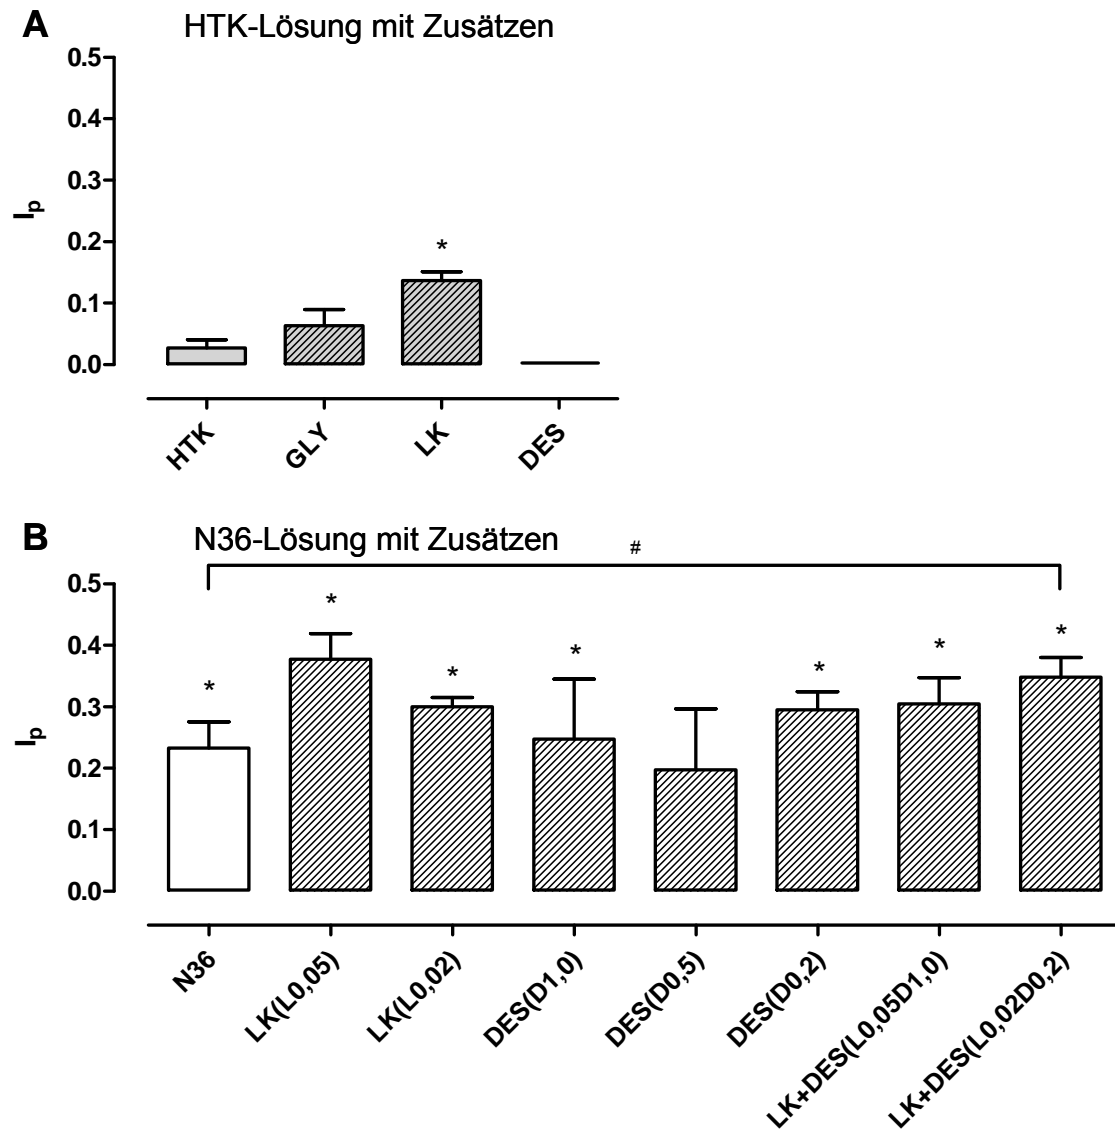 A
HTK-Lösung mit Zusätzen
0.5
0.4
0.3
0.2
0.1
0.0
Ip
*
HTK
GLY
LK
DES
B
N36-Lösung mit Zusätzen
#
0.5
0.4
0.3
0.2
0.1
0.0
Ip
*
*
*
*
*
*
*
N36
LK(L0,05)
LK(L0,02)
DES(D1,0)
DES(D0,5)
DES(D0,2)
LK+DES(L0,05D1,0)
LK+DES(L0,02D0,2)